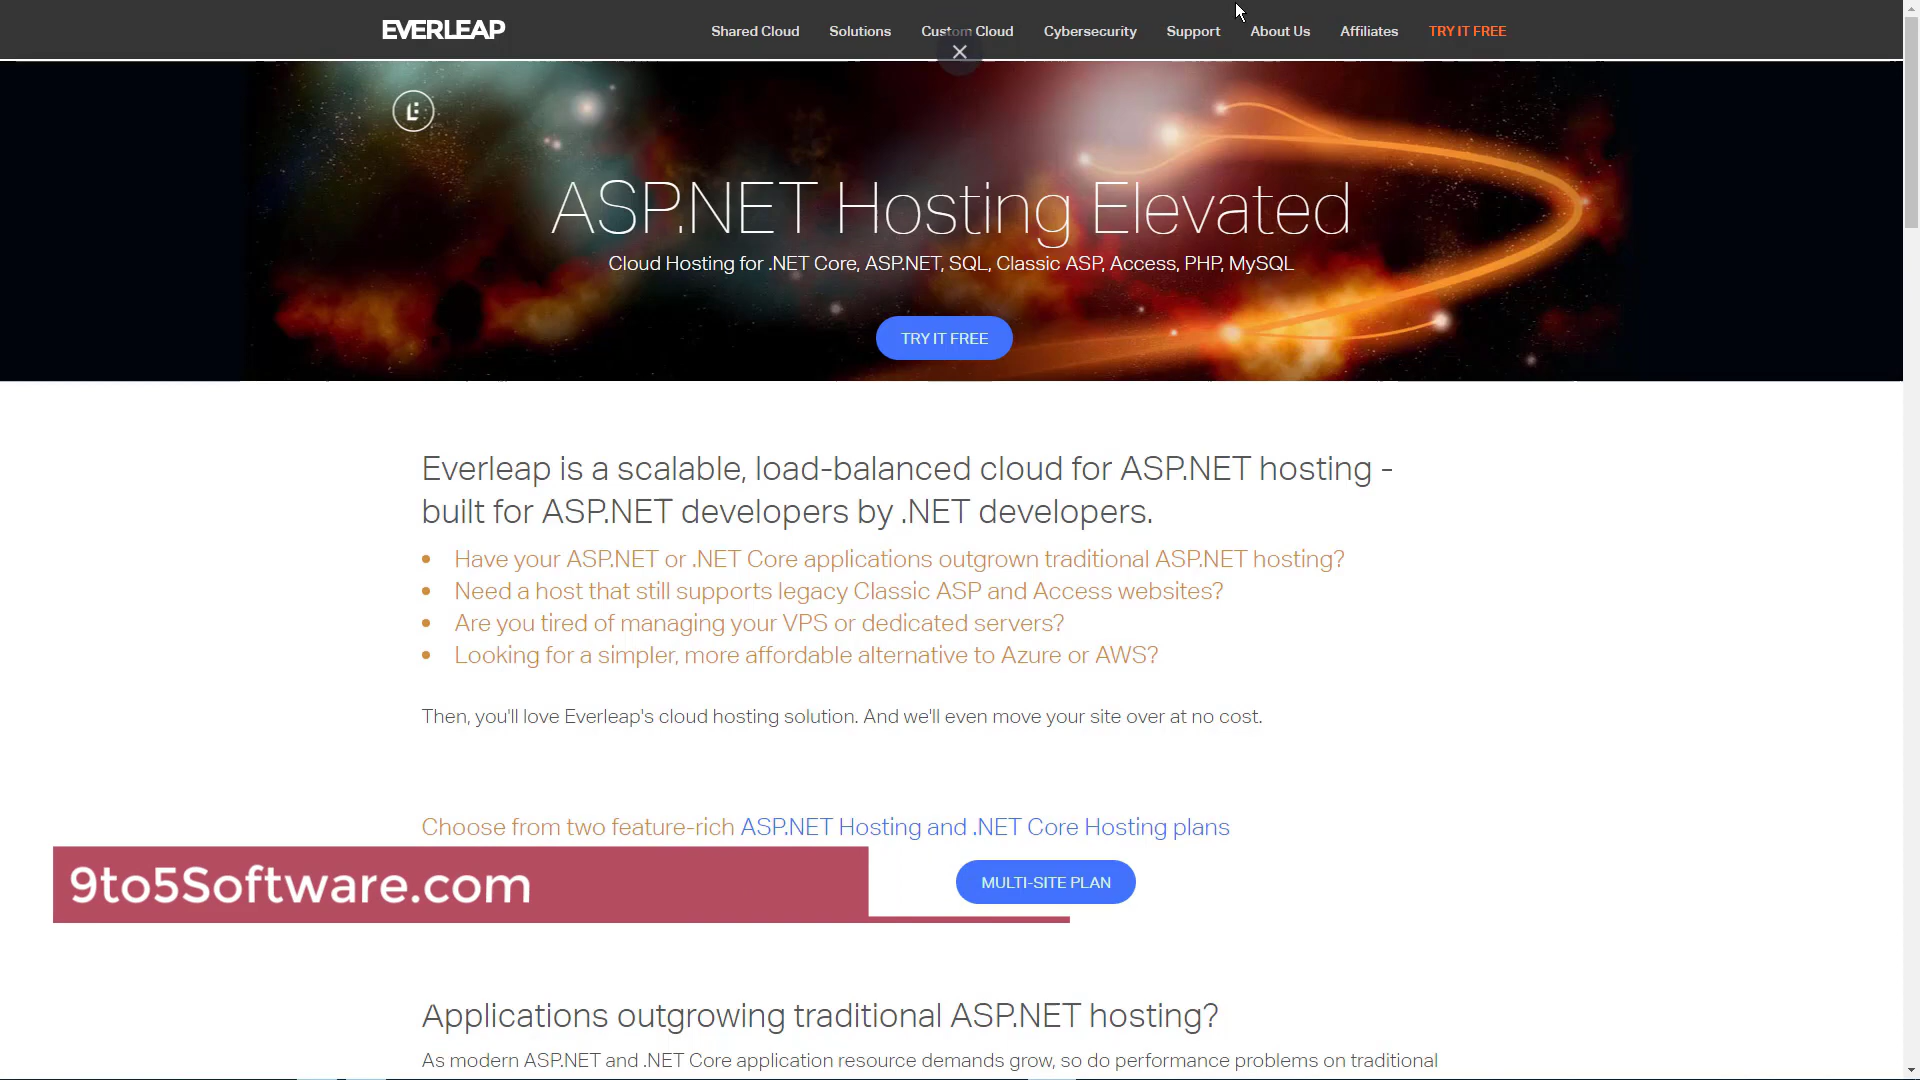 EVERLEAP
Shared Cloud Solutions Custom Cloud Cybersecurity Support About Us Affiliates TRY IT FREE
ASP.NET Hosting Elevated
Cloud Hosting for .NET Core, ASP.NET, SQL, Classic ASP, Access, PHP, MySQL
TRY IT FREE
Everleap is a scalable, load-balanced cloud for ASP.NET hosting -
built for ASP.NET developers by .NET developers.
Have your ASP.NET or .NET Core applications outgrown traditional ASP.NET hosting?
Need a host that still supports legacy Classic ASP and Access websites?
Are you tired of managing your VPS or dedicated servers?
Looking for a simpler, more affordable alternative to Azure or AWS?
Then, you'll love Everleap's cloud hosting solution. And we'll even move your site over at no cost.
Choose from two feature-rich ASP.NET Hosting and .NET Core Hosting plans
9to5Software.com
MULTI-SITE PLAN
Applications outgrowing traditional ASP.NET hosting?
As modern ASP.NET and .NET Core application resource demands grow, so do performance problems on traditional